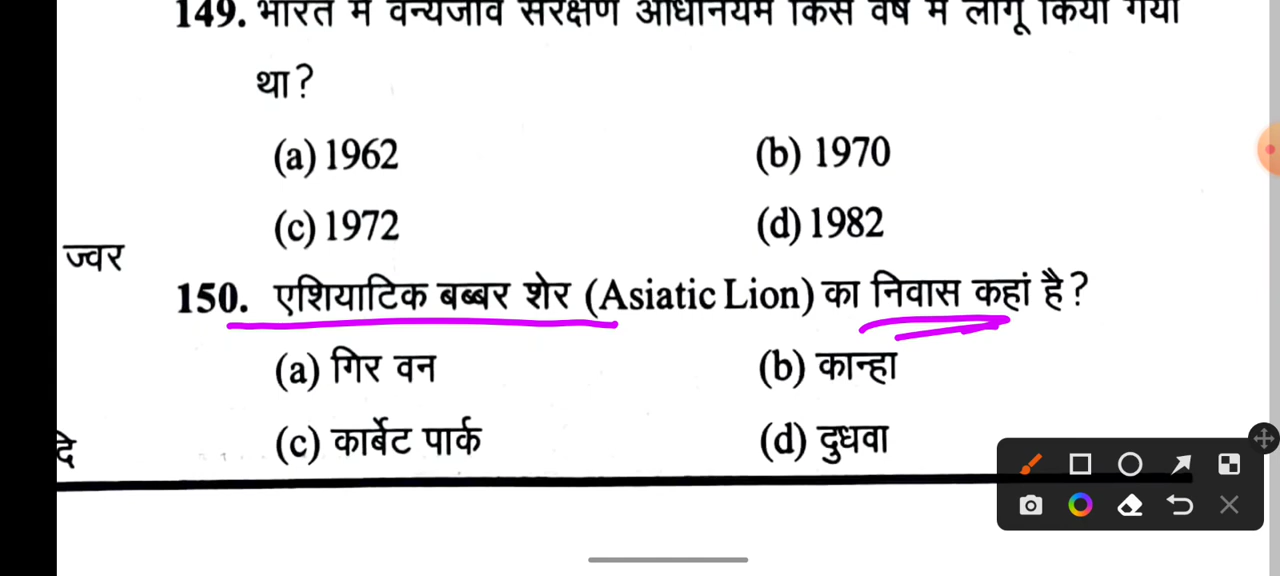 149. भारत में वन्यजीव संरक्षण अधिनियम किस वर्ष में लागू किया गया
था?
(a) 1962 (b) 1970
(c) 1972 (d) 1982
ज्वर
150. एशियाटिक बब्बर शेर (Asiatic Lion) का निवास कहां है?
(a) गिर वन (b) कान्हा
(c) कार्बेट पार्क (d) दुधवा
दि